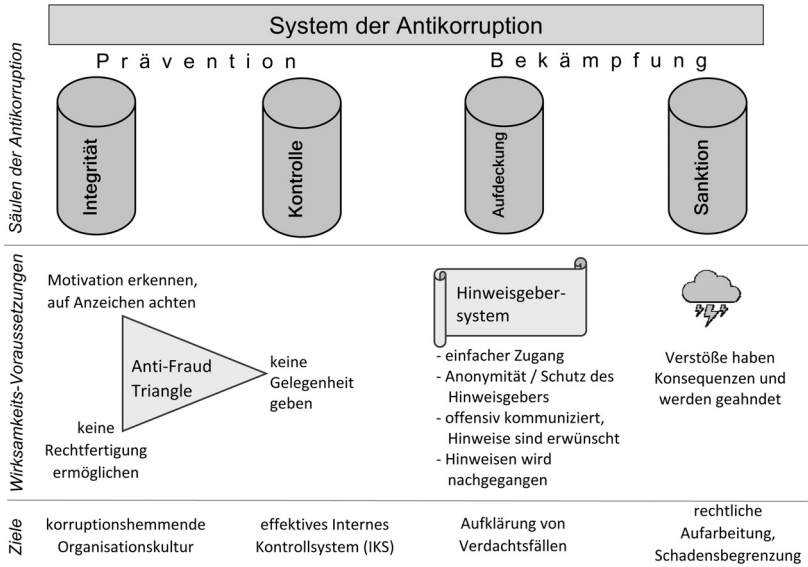 System der Antikorruption
Prävention
Bekämpfung
Säulen der Antikorruption
Integrität
Kontrolle
Aufdeckung
Sanktion
Wirksamkeits-Voraussetzungen
Motivation erkennen,
auf Anzeichen achten
Anti-Fraud
Triangle
keine
Gelegenheit
geben
keine
Rechtfertigung
ermöglichen
Hinweisgeber-
system
- einfacher Zugang
- Anonymität / Schutz des
Hinweisgebers
- offensiv kommuniziert,
Hinweise sind erwünscht
- Hinweisen wird
nachgegangen
Verstöße haben
Konsequenzen und
werden geahndet
Ziele
korruptionshemmende
Organisationskultur
effektives Internes
Kontrollsystem (IKS)
Aufklärung von
Verdachtsfällen
rechtliche
Aufarbeitung,
Schadensbegrenzung